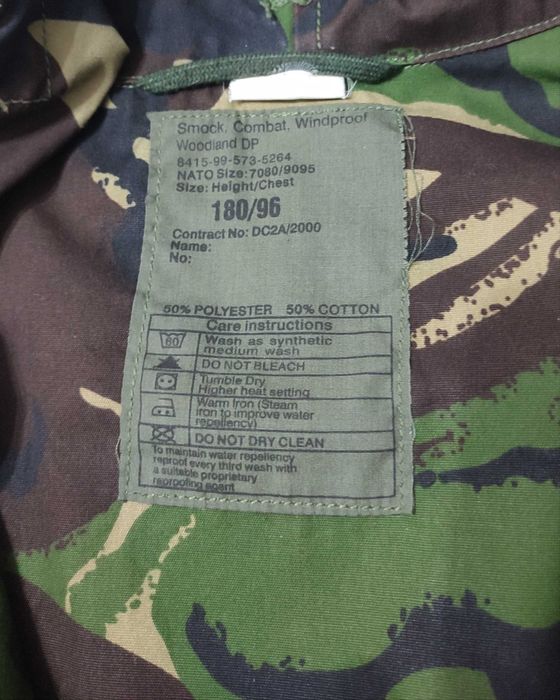 Smock, Combat, Windproof
Woodland DP
8415-99-573-5264
NATO Size: 7080/9095
Size: Height/Chest
180/96
Contract No: DC2A/2000
Name:
No:
50% POLYESTER 50% COTTON
Care instructions
60 Wash as synthetic
medium wash
DO NOT BLEACH
Tumble Dry
Higher heat setting
Warm Iron (Steam
iron to improve water
repellency)
DO NOT DRY CLEAN
To maintain water repellency
reproof every third wash with
a suitable proprietary
reproofing agent